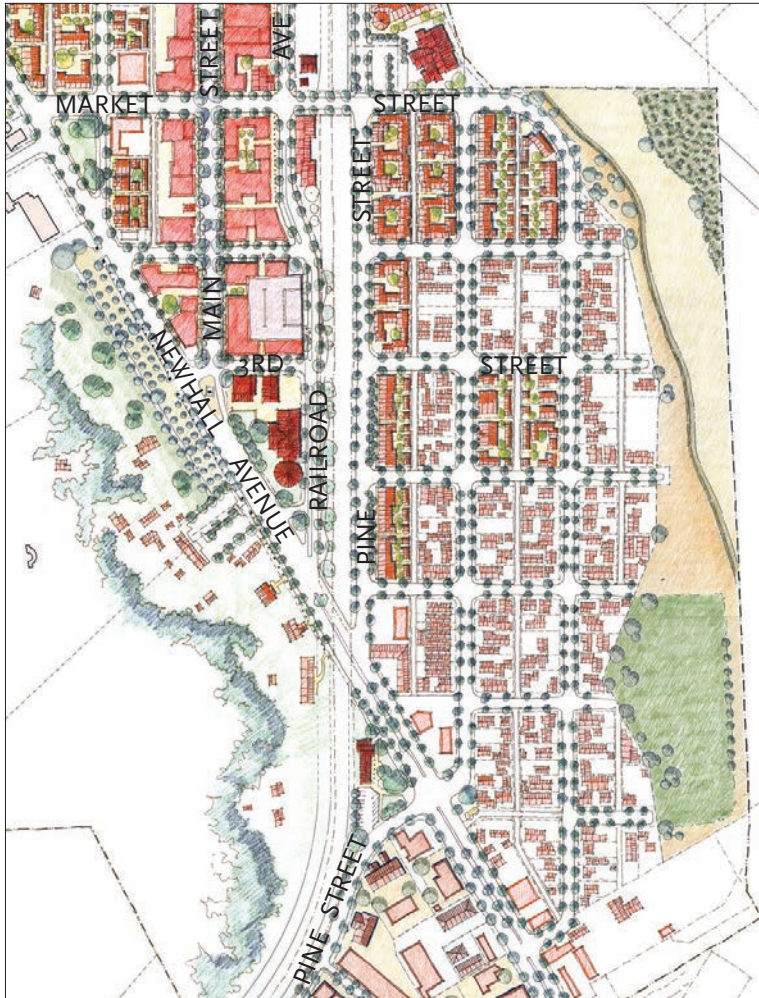 STREET
AVE
MARKET
STREET
STREET
MAIN
NEWHALL
AVENUE
3RD
STREET
RAILROAD
PINE
PINE STREET